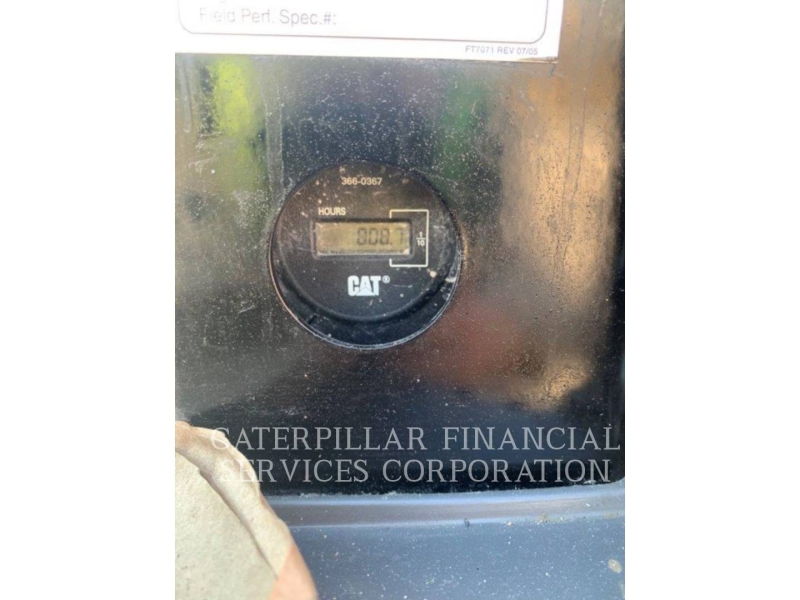 Field Perf. Spec.#:
FT7071 REV 07/05
366-0367
HOURS
808.7 1/10
CAT®
CATERPILLAR FINANCIAL
SERVICES CORPORATION